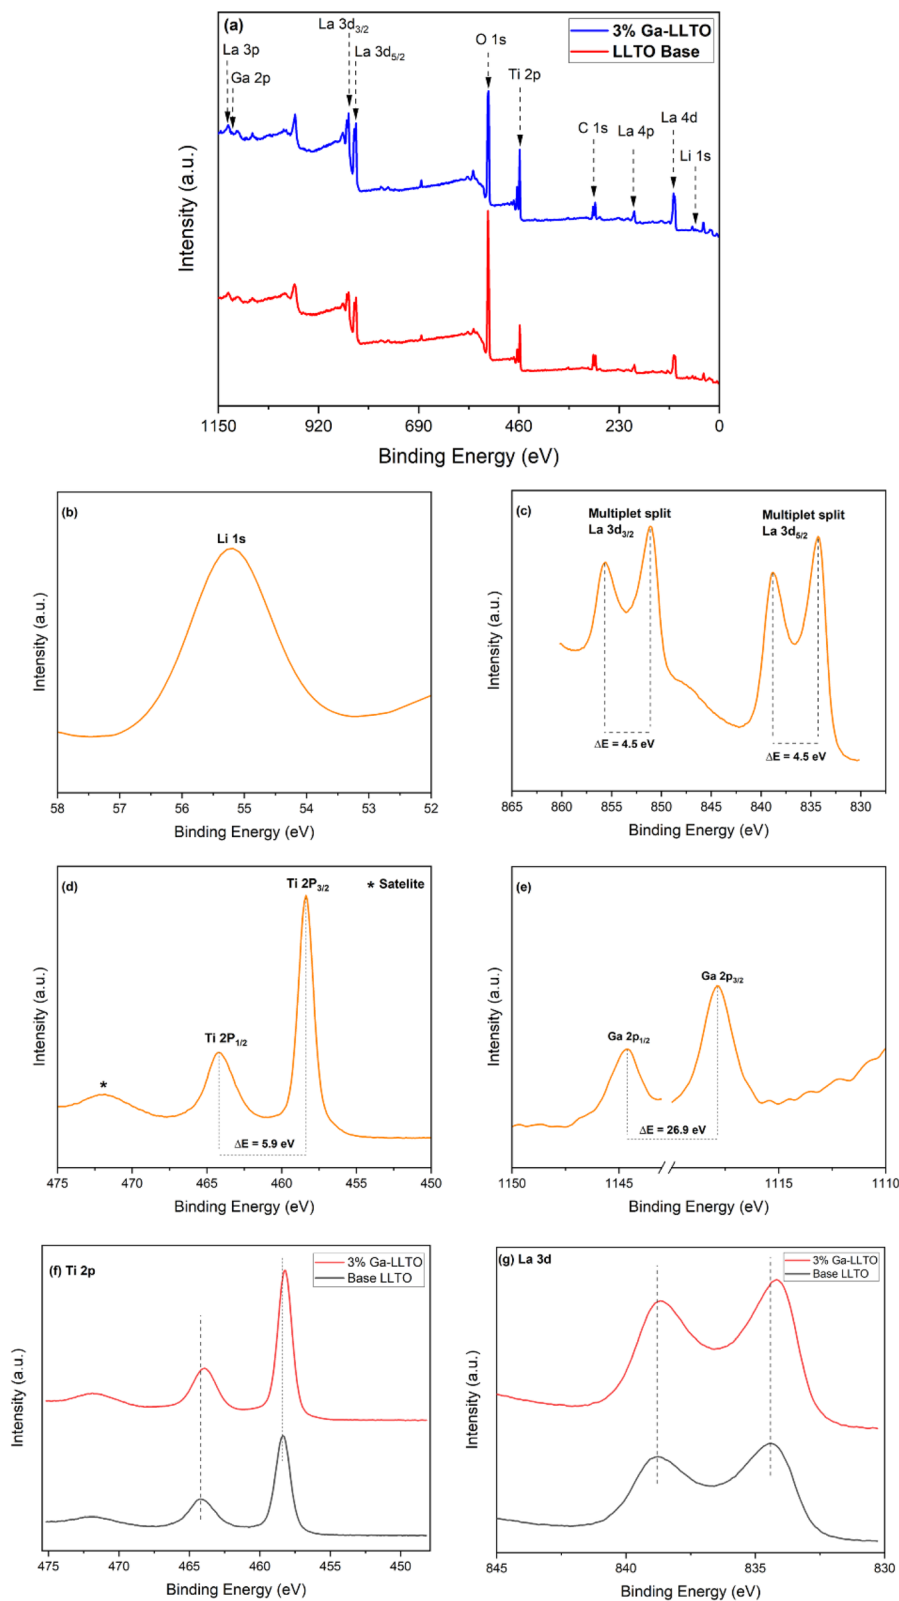 (a)
3% Ga-LLTO
LLTO Base
La 3p
Ga 2p
La 3d3/2
La 3d5/2
O 1s
Ti 2p
C 1s
La 4p
La 4d
Li 1s
Intensity (a.u.)
1150 920 690 460 230 0
Binding Energy (eV)
(b)
Li 1s
Intensity (a.u.)
58 57 56 55 54 53 52
Binding Energy (eV)
(c)
Multiplet split
La 3d3/2
Multiplet split
La 3d5/2
ΔE = 4.5 eV
ΔE = 4.5 eV
Intensity (a.u.)
865 860 855 850 845 840 835 830
Binding Energy (eV)
(d)
Ti 2P3/2
* Satelite
Ti 2P1/2
*
ΔE = 5.9 eV
Intensity (a.u.)
475 470 465 460 455 450
Binding Energy (eV)
(e)
Ga 2p3/2
Ga 2p1/2
ΔE = 26.9 eV
Intensity (a.u.)
1150 1145 1115 1110
Binding Energy (eV)
(f) Ti 2p
3% Ga-LLTO
Base LLTO
Intensity (a.u.)
475 470 465 460 455 450
Binding Energy (eV)
(g) La 3d
3% Ga-LLTO
Base LLTO
Intensity (a.u.)
845 840 835 830
Binding Energy (eV)